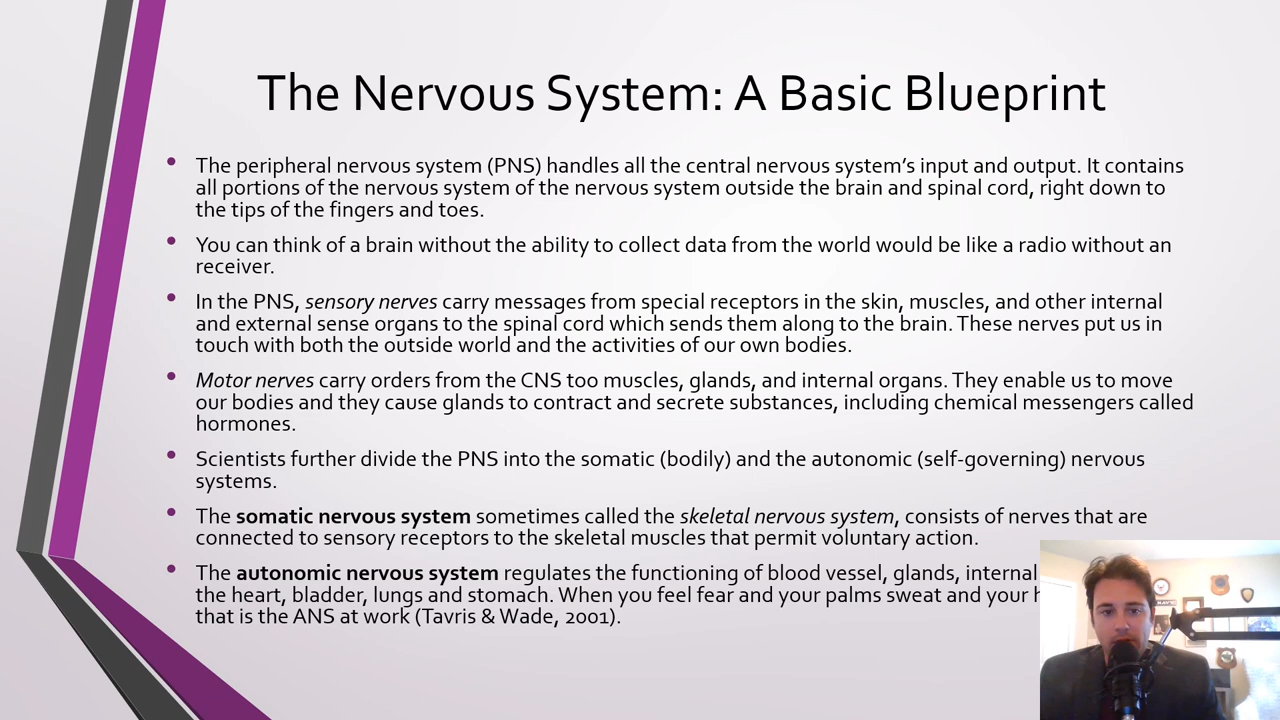 The Nervous System: A Basic Blueprint
• The peripheral nervous system (PNS) handles all the central nervous system's input and output. It contains
all portions of the nervous system of the nervous system outside the brain and spinal cord, right down to
the tips of the fingers and toes.
• You can think of a brain without the ability to collect data from the world would be like a radio without an
receiver.
• In the PNS, sensory nerves carry messages from special receptors in the skin, muscles, and other internal
and external sense organs to the spinal cord which sends them along to the brain. These nerves put us in
touch with both the outside world and the activities of our own bodies.
• Motor nerves carry orders from the CNS too muscles, glands, and internal organs. They enable us to move
our bodies and they cause glands to contract and secrete substances, including chemical messengers called
hormones.
• Scientists further divide the PNS into the somatic (bodily) and the autonomic (self-governing) nervous
systems.
• The somatic nervous system sometimes called the skeletal nervous system, consists of nerves that are
connected to sensory receptors to the skeletal muscles that permit voluntary action.
• The autonomic nervous system regulates the functioning of blood vessel, glands, internal
the heart, bladder, lungs and stomach. When you feel fear and your palms sweat and your
that is the ANS at work (Tavris & Wade, 2001).